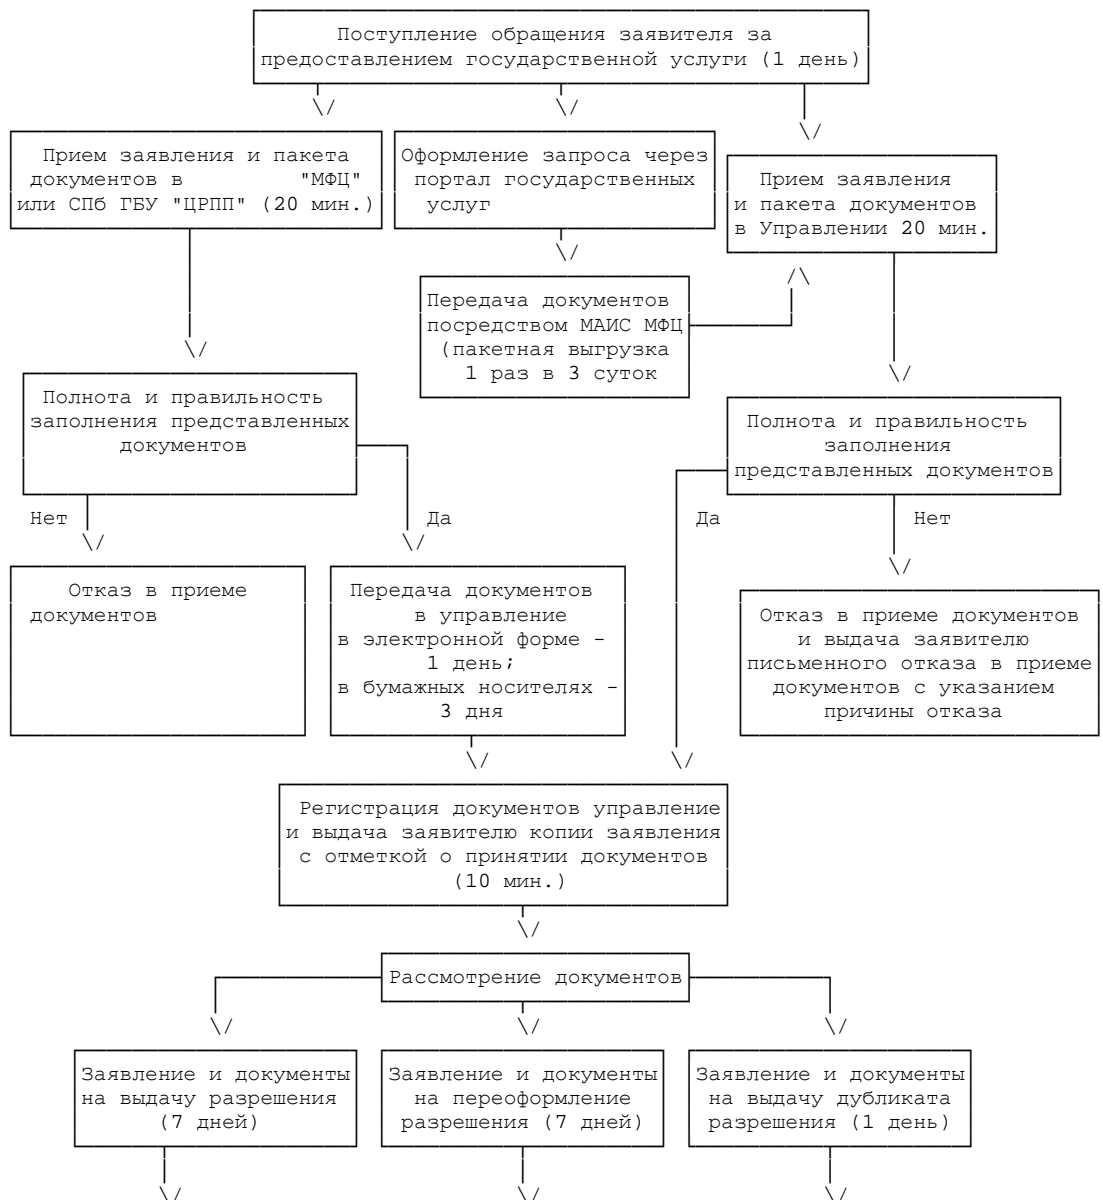 Поступление обращения заявителя за
предоставлением государственной услуги (1 день)
Прием заявления и пакета
документов в "МФЦ"
или СПб ГБУ "ЦРПП" (20 мин.)
Оформление запроса через
портал государственных
услуг
Прием заявления
и пакета документов
в Управлении 20 мин.
Передача документов
посредством МАИС МФЦ
(пакетная выгрузка
1 раз в 3 суток
Полнота и правильность
заполнения представленных
документов
Полнота и правильность
заполнения
представленных документов
Нет
Да
Да
Нет
Отказ в приеме
документов
Передача документов
в управление
в электронной форме -
1 день;
в бумажных носителях -
3 дня
Отказ в приеме документов
и выдача заявителю
письменного отказа в приеме
документов с указанием
причины отказа
Регистрация документов управление
и выдача заявителю копии заявления
с отметкой о принятии документов
(10 мин.)
Рассмотрение документов
Заявление и документы
на выдачу разрешения
(7 дней)
Заявление и документы
на переоформление
разрешения (7 дней)
Заявление и документы
на выдачу дубликата
разрешения (1 день)